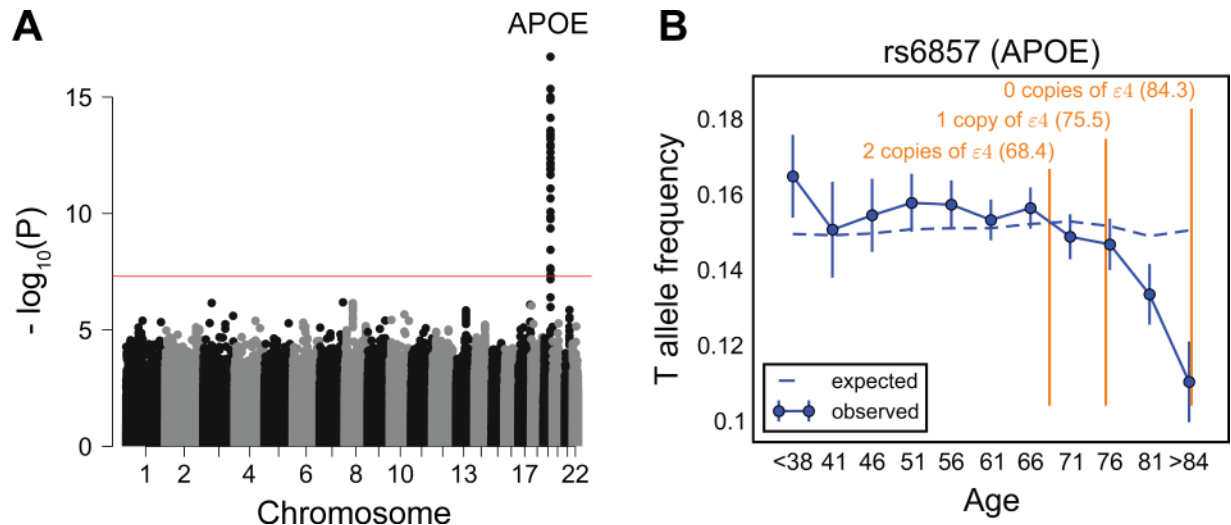 A
APOE
- log10(P)
15
10
5
0
1 2 4 6 8 10 13 17 22
Chromosome
B
rs6857 (APOE)
0 copies of ε4 (84.3)
1 copy of ε4 (75.5)
2 copies of ε4 (68.4)
T allele frequency
0.18
0.16
0.14
0.12
0.1
expected
observed
<38 41 46 51 56 61 66 71 76 81 >84
Age